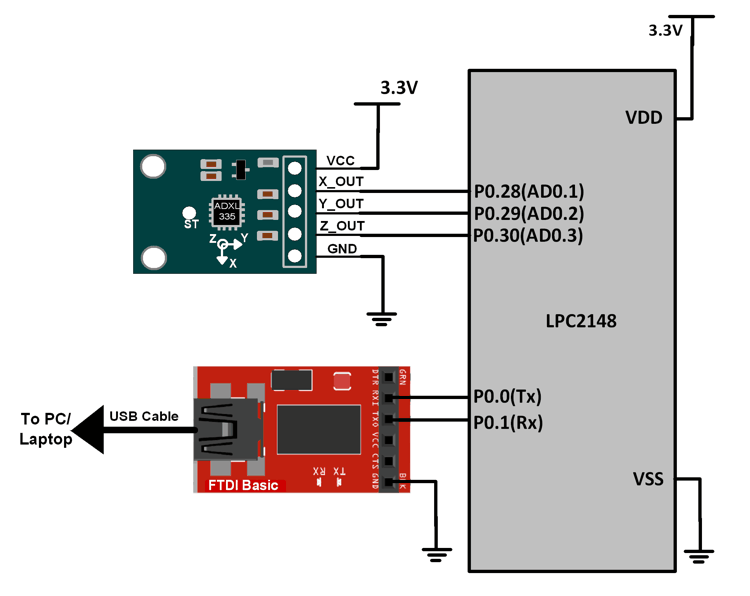 3.3V
3.3V
VDD
VCC
X_OUT
P0.28(AD0.1)
Y_OUT
P0.29(AD0.2)
Z_OUT
P0.30(AD0.3)
GND
ADXL
335
ST
Z
Y
X
LPC2148
DTR
GRN
RXI
TXO
VCC
CTS
GND
BLK
P0.0(Tx)
P0.1(Rx)
To PC/
Laptop
USB Cable
RX
TX
FTDI Basic
VSS